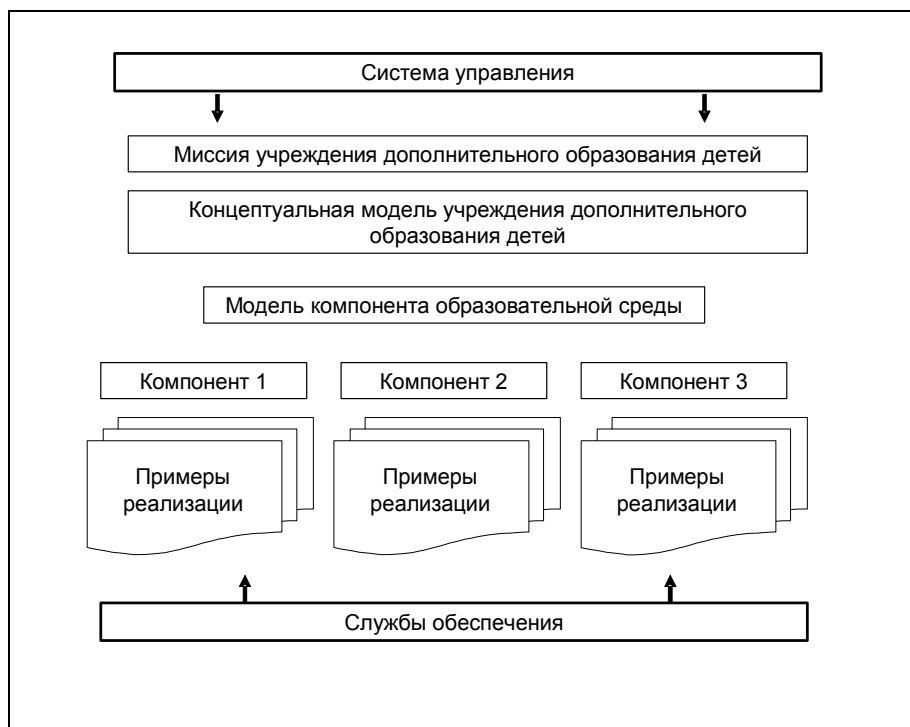 Система управления
Миссия учреждения дополнительного образования детей
Концептуальная модель учреждения дополнительного
образования детей
Модель компонента образовательной среды
Компонент 1
Компонент 2
Компонент 3
Примеры
реализации
Примеры
реализации
Примеры
реализации
Службы обеспечения